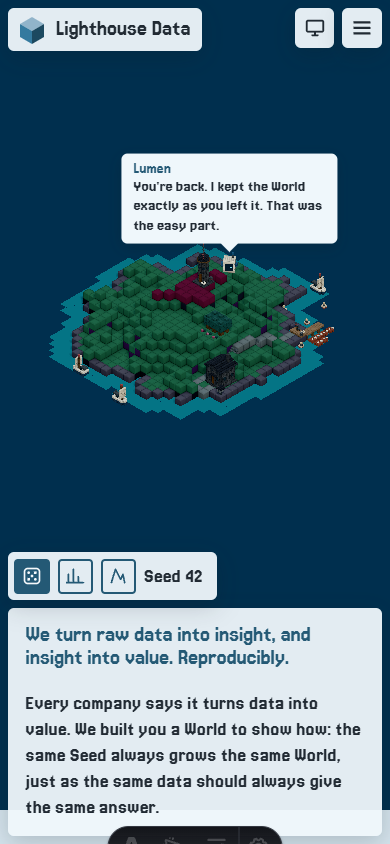 Lighthouse Data
Lumen
You're back. I kept the World
exactly as you left it. That was
the easy part.
Seed 42
We turn raw data into insight, and
insight into value. Reproducibly.
Every company says it turns data into
value. We built you a World to show how: the
same Seed always grows the same World,
just as the same data should always give
the same answer.